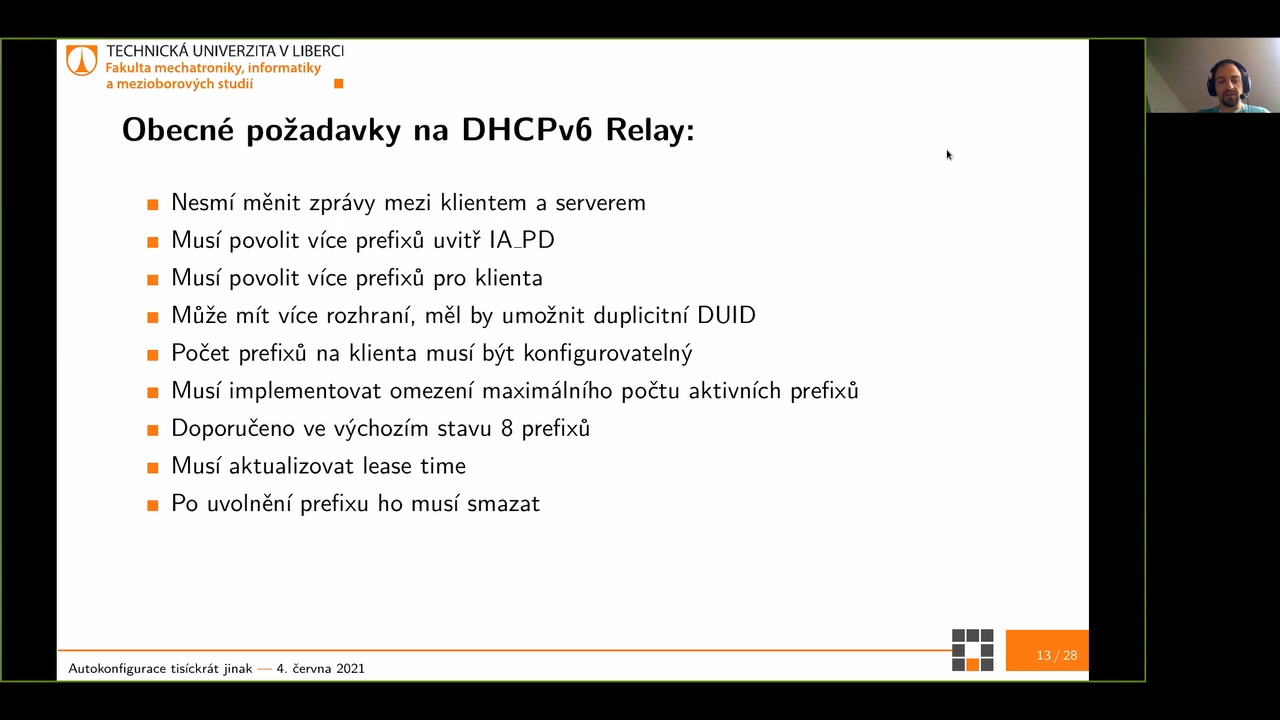 TECHNICKÁ UNIVERZITA V LIBERCI
Fakulta mechatroniky, informatiky
a mezioborových studií
Obecné požadavky na DHCPv6 Relay:
Nesmí měnit zprávy mezi klientem a serverem
Musí povolit více prefixů uvitř IA_PD
Musí povolit více prefixů pro klienta
Může mít více rozhraní, měl by umožnit duplicitní DUID
Počet prefixů na klienta musí být konfigurovatelný
Musí implementovat omezení maximálního počtu aktivních prefixů
Doporučeno ve výchozím stavu 8 prefixů
Musí aktualizovat lease time
Po uvolnění prefixu ho musí smazat
Autokonfigurace tisíckrát jinak — 4. června 2021
13 / 28